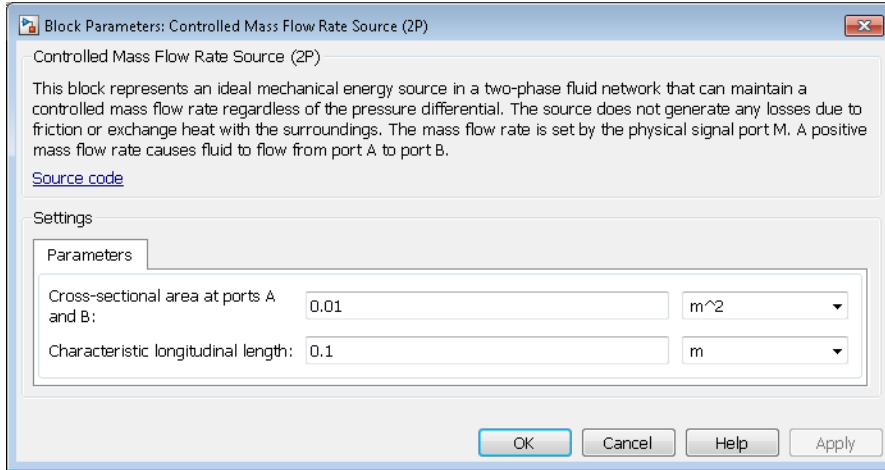 Block Parameters: Controlled Mass Flow Rate Source (2P)
Controlled Mass Flow Rate Source (2P)
This block represents an ideal mechanical energy source in a two-phase fluid network that can maintain a
controlled mass flow rate regardless of the pressure differential. The source does not generate any losses due to
friction or exchange heat with the surroundings. The mass flow rate is set by the physical signal port M. A positive
mass flow rate causes fluid to flow from port A to port B.
Source code
Settings
Parameters
Cross-sectional area at ports A
and B:
0.01
m^2
Characteristic longitudinal length:
0.1
m
OK
Cancel
Help
Apply